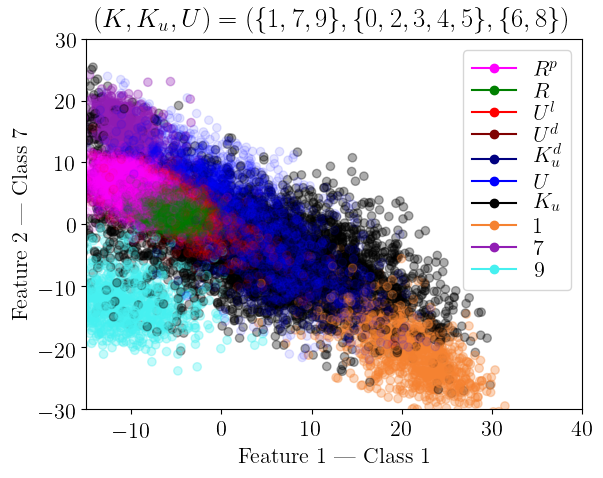 (K, K_u, U) = ({1, 7, 9}, {0, 2, 3, 4, 5}, {6, 8})
30
20
10
0
−10
−20
−30
Feature 2 — Class 7
R^p
R
U^l
U^d
K_u^d
U
K_u
1
7
9
−10 0 10 20 30 40
Feature 1 — Class 1